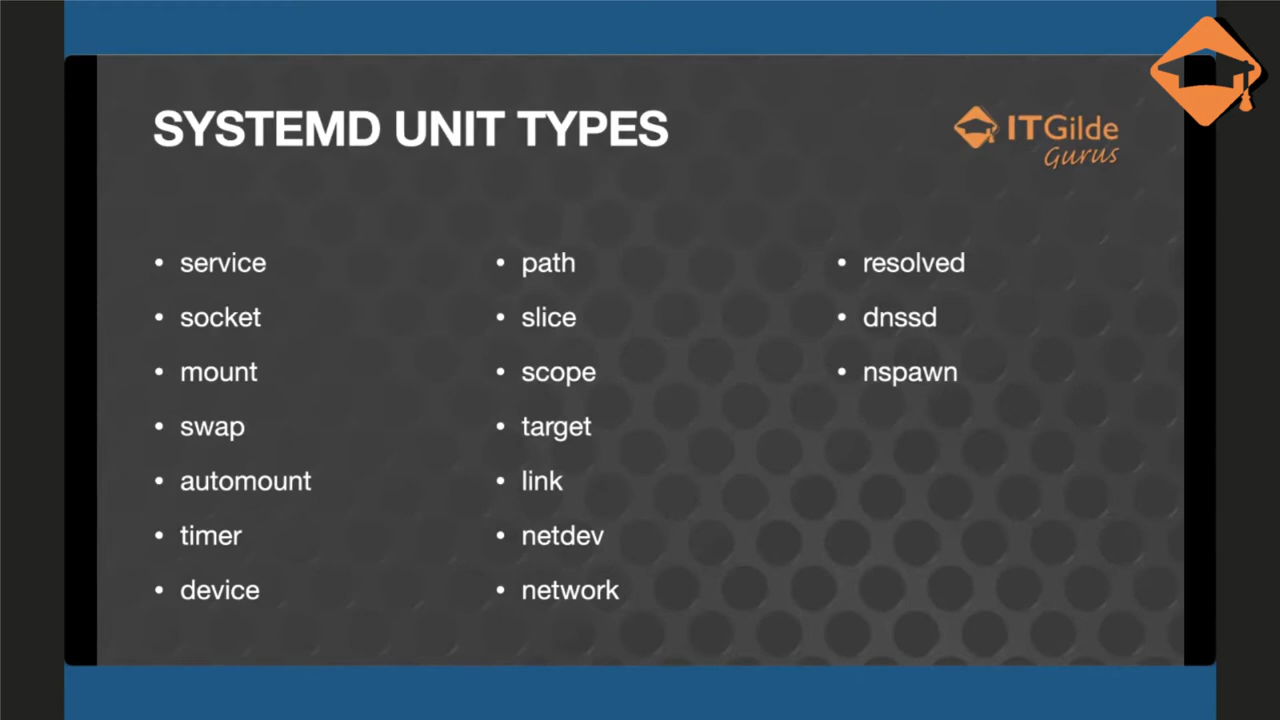 SYSTEMD UNIT TYPES
ITGilde
Gurus
• service
• socket
• mount
• swap
• automount
• timer
• device
• path
• slice
• scope
• target
• link
• netdev
• network
• resolved
• dnssd
• nspawn